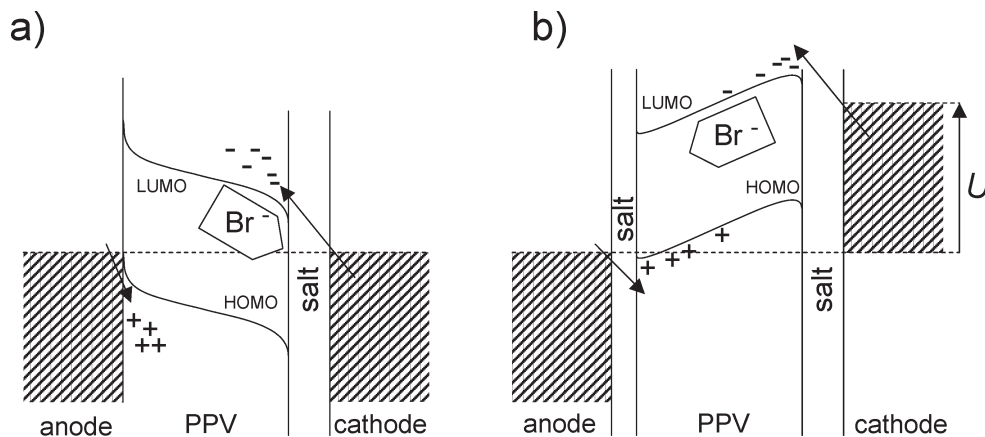 a)
LUMO
Br -
HOMO
salt
anode
PPV
cathode
b)
LUMO
Br -
HOMO
salt
salt
U
anode
PPV
cathode